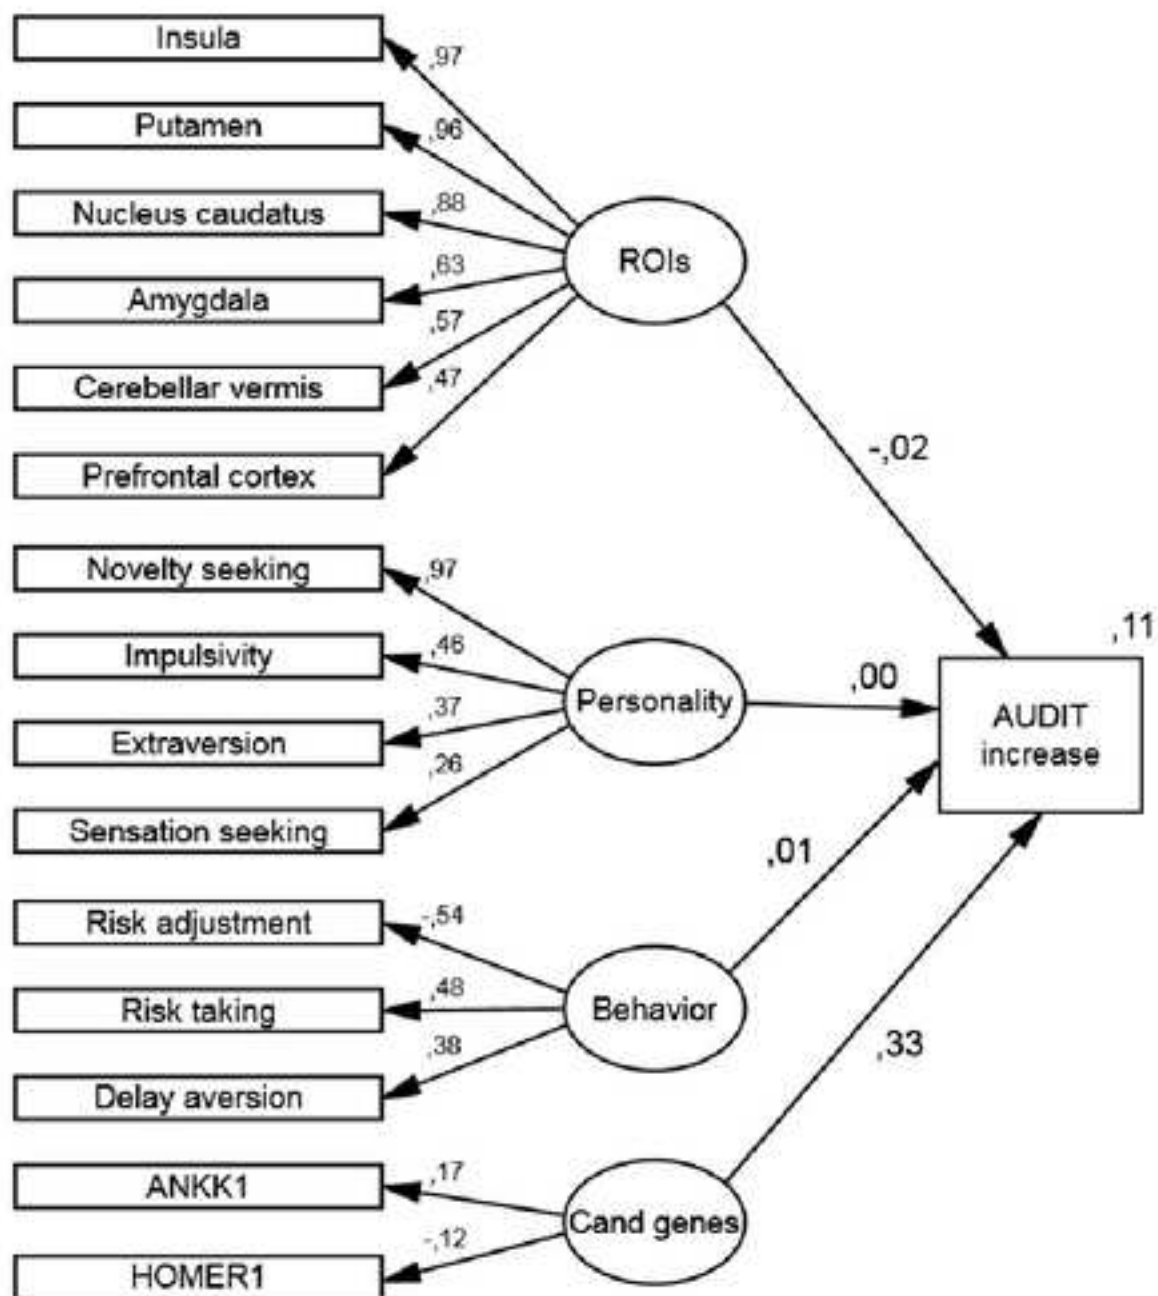 Insula
,97
Putamen
,96
Nucleus caudatus
,88
ROIs
Amygdala
,63
Cerebellar vermis
,57
Prefrontal cortex
,47
-,02
Novelty seeking
,97
Impulsivity
,46
Personality
Extraversion
,37
Sensation seeking
,26
,00
,11
AUDIT
increase
Risk adjustment
-,54
Risk taking
,48
Behavior
Delay aversion
,38
,01
ANKK1
,17
Cand genes
HOMER1
-,12
,33